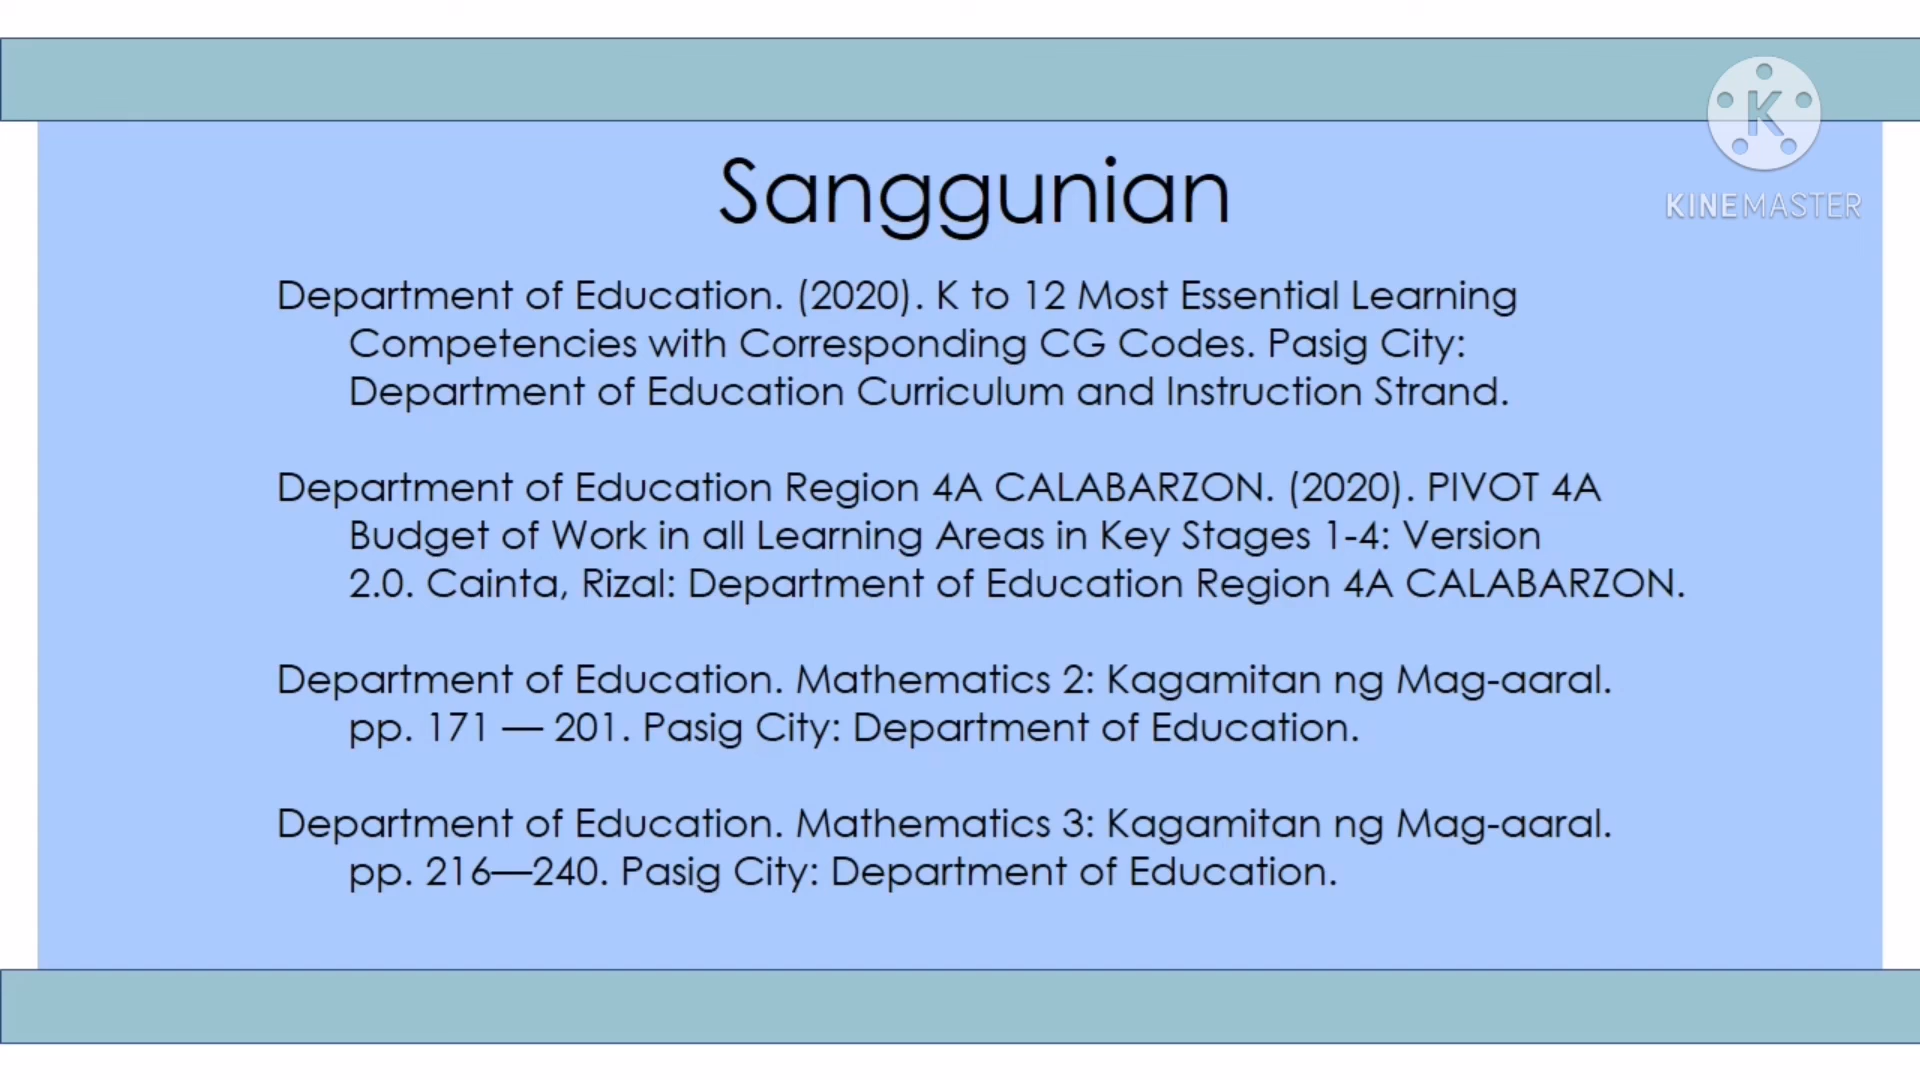 Sanggunian
K
KINEMASTER
Department of Education. (2020). K to 12 Most Essential Learning
Competencies with Corresponding CG Codes. Pasig City:
Department of Education Curriculum and Instruction Strand.
Department of Education Region 4A CALABARZON. (2020). PIVOT 4A
Budget of Work in all Learning Areas in Key Stages 1-4: Version
2.0. Cainta, Rizal: Department of Education Region 4A CALABARZON.
Department of Education. Mathematics 2: Kagamitan ng Mag-aaral.
pp. 171 — 201. Pasig City: Department of Education.
Department of Education. Mathematics 3: Kagamitan ng Mag-aaral.
pp. 216—240. Pasig City: Department of Education.